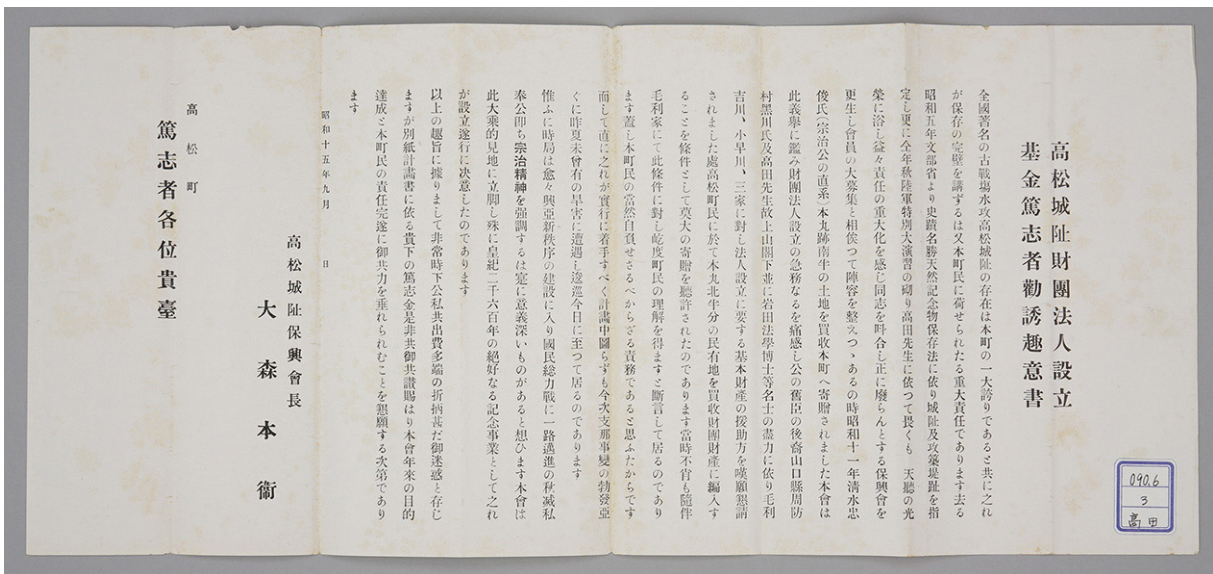 高松城阯財團法人設立
基金篤志者勸誘趣意書
全國著名の古戰場水攻高松城阯の存在は本町の一大誇りであると共に之れ
が保存の完璧を講ずるは又本町民に荷せられたる重大責任であります去る
昭和五年文部省より史蹟名勝天然記念物保存法に依り城阯及攻築堤趾を指
定し更に仝年秋陸軍特別大演習の砌り高田先生に依つて畏くも　天聽の光
榮に浴し益々責任の重大化を感じ同志を叫合し正に廢らんとする保興會を
更生し會員の大募集と相俟つて陣容を整えつゝあるの時昭和十一年淸水忠
俊氏(宗治公の直系)本丸跡南半の土地を買收本町へ寄贈されました本會は
此義擧に鑑み財團法人設立の急務なるを痛感し公の舊臣の後裔山口縣周防
村黑川氏及高田先生故上山閣下並に岩田法學博士等名士の盡力に依り毛利
吉川、小早川、三家に對し法人設立に要する基本財產の援助方を嘆願懇請
されました處高松町民に於て本丸北半分の民有地を買收財團財產に編入す
ることを條件として莫大の寄贈を聽許されたのであります當時不肖も隨伴
毛利家にて此條件に對し屹度町民の理解を得ますと斷言して居るのであり
ます蓋し本町民の當然自負せさるべからざる責務であると思ふたからです
而して直に之れが實行に着手すべく計畫中圖らずも今次支那事變の勃發亞
ぐに昨夏未曾有の旱害に遭遇し逡巡今日に至つて居るのであります
惟ふに時局は愈々興亞新秩序の建設に入り國民總力戰に一路邁進の秋滅私
奉公卽ち宗治精神を强調するは寔に意義深いものがあると想ひます本會は
此大乘的見地に立脚し殊に皇紀二千六百年の絕好なる記念事業として之れ
が設立遂行に決意したのであります
以上の趣旨に據りまして非常時下公私共出費多端の折柄甚だ御迷惑と存じ
ますが別紙計畫書に依る貴下の篤志金是非共御共讃賜はり本會年來の目的
達成と本町民の責任完遂に御共力を垂れられむことを懇願する次第であり
ます
昭和十五年九月　日
高松城阯保興會長
大森本衞
高松町
篤志者各位貴臺
090.6
3
高田